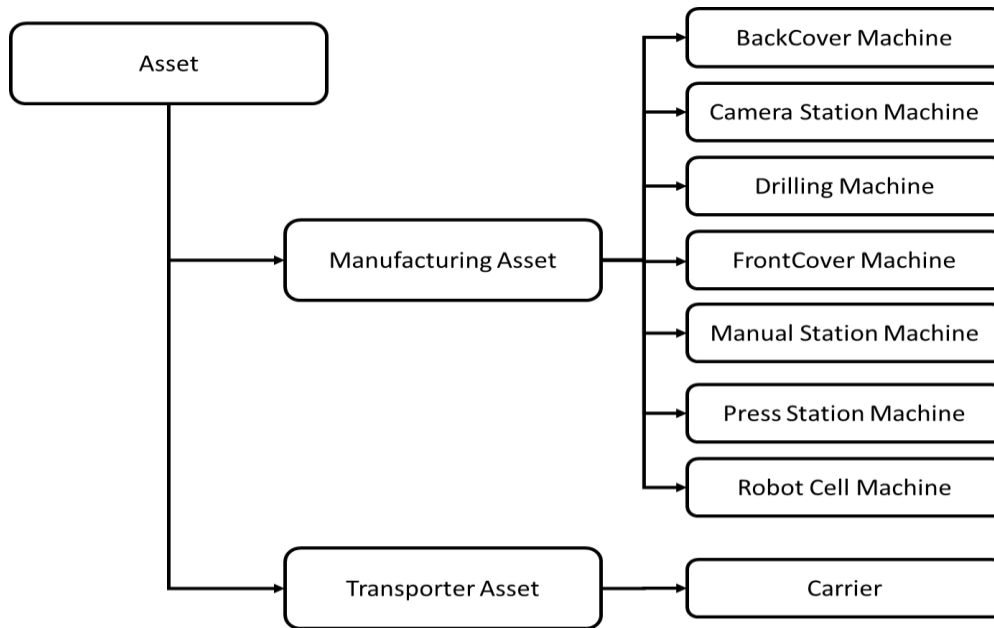 Asset
Manufacturing Asset
Transporter Asset
BackCover Machine
Camera Station Machine
Drilling Machine
FrontCover Machine
Manual Station Machine
Press Station Machine
Robot Cell Machine
Carrier